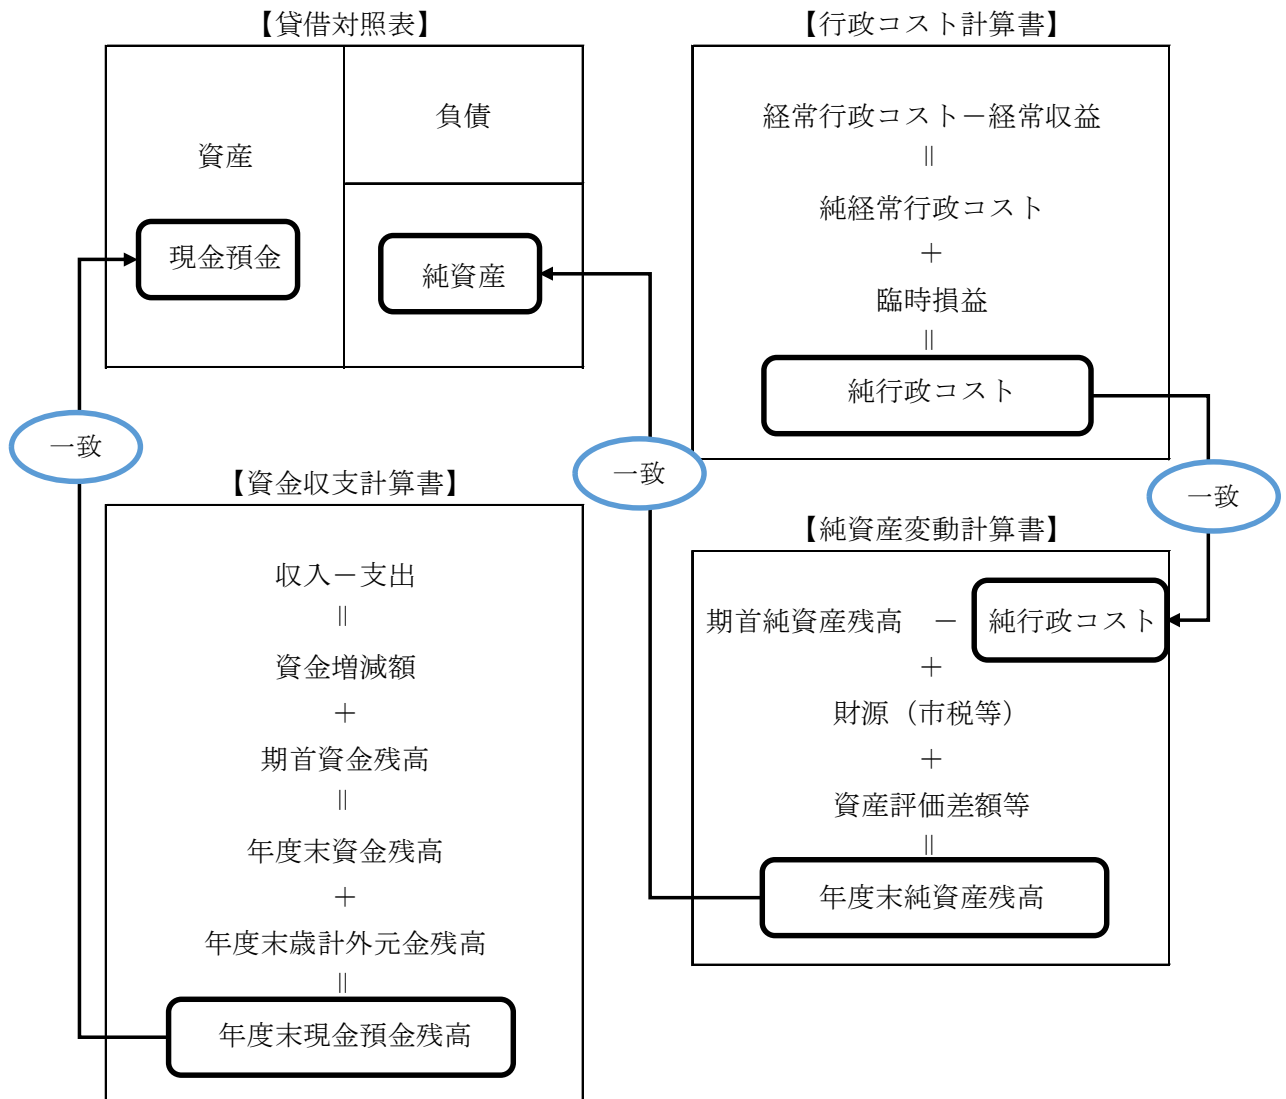 【貸借対照表】
資産
負債
現金預金
純資産
【行政コスト計算書】
経常行政コスト－経常収益
॥
純経常行政コスト
＋
臨時損益
॥
純行政コスト
一致
一致
一致
【資金収支計算書】
収入－支出
॥
資金増減額
＋
期首資金残高
॥
年度末資金残高
＋
年度末歳計外元金残高
॥
年度末現金預金残高
【純資産変動計算書】
期首純資産残高　－　純行政コスト
＋
財源（市税等）
＋
資産評価差額等
॥
年度末純資産残高